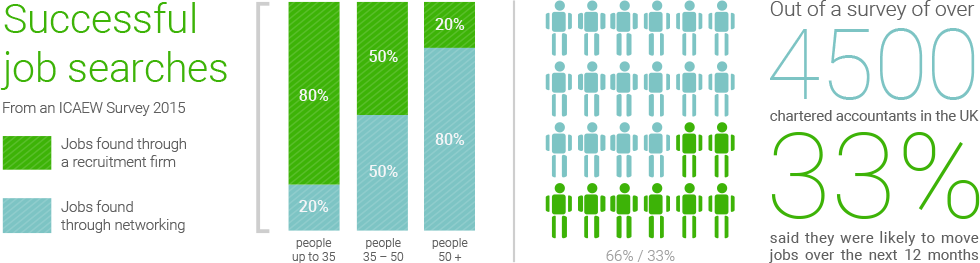 Successful
job searches
From an ICAEW Survey 2015
Jobs found through
a recruitment firm
Jobs found
through networking
80%
20%
people
up to 35
50%
50%
people
35 – 50
20%
80%
people
50 +
66% / 33%
Out of a survey of over
4500
chartered accountants in the UK
33%
said they were likely to move
jobs over the next 12 months